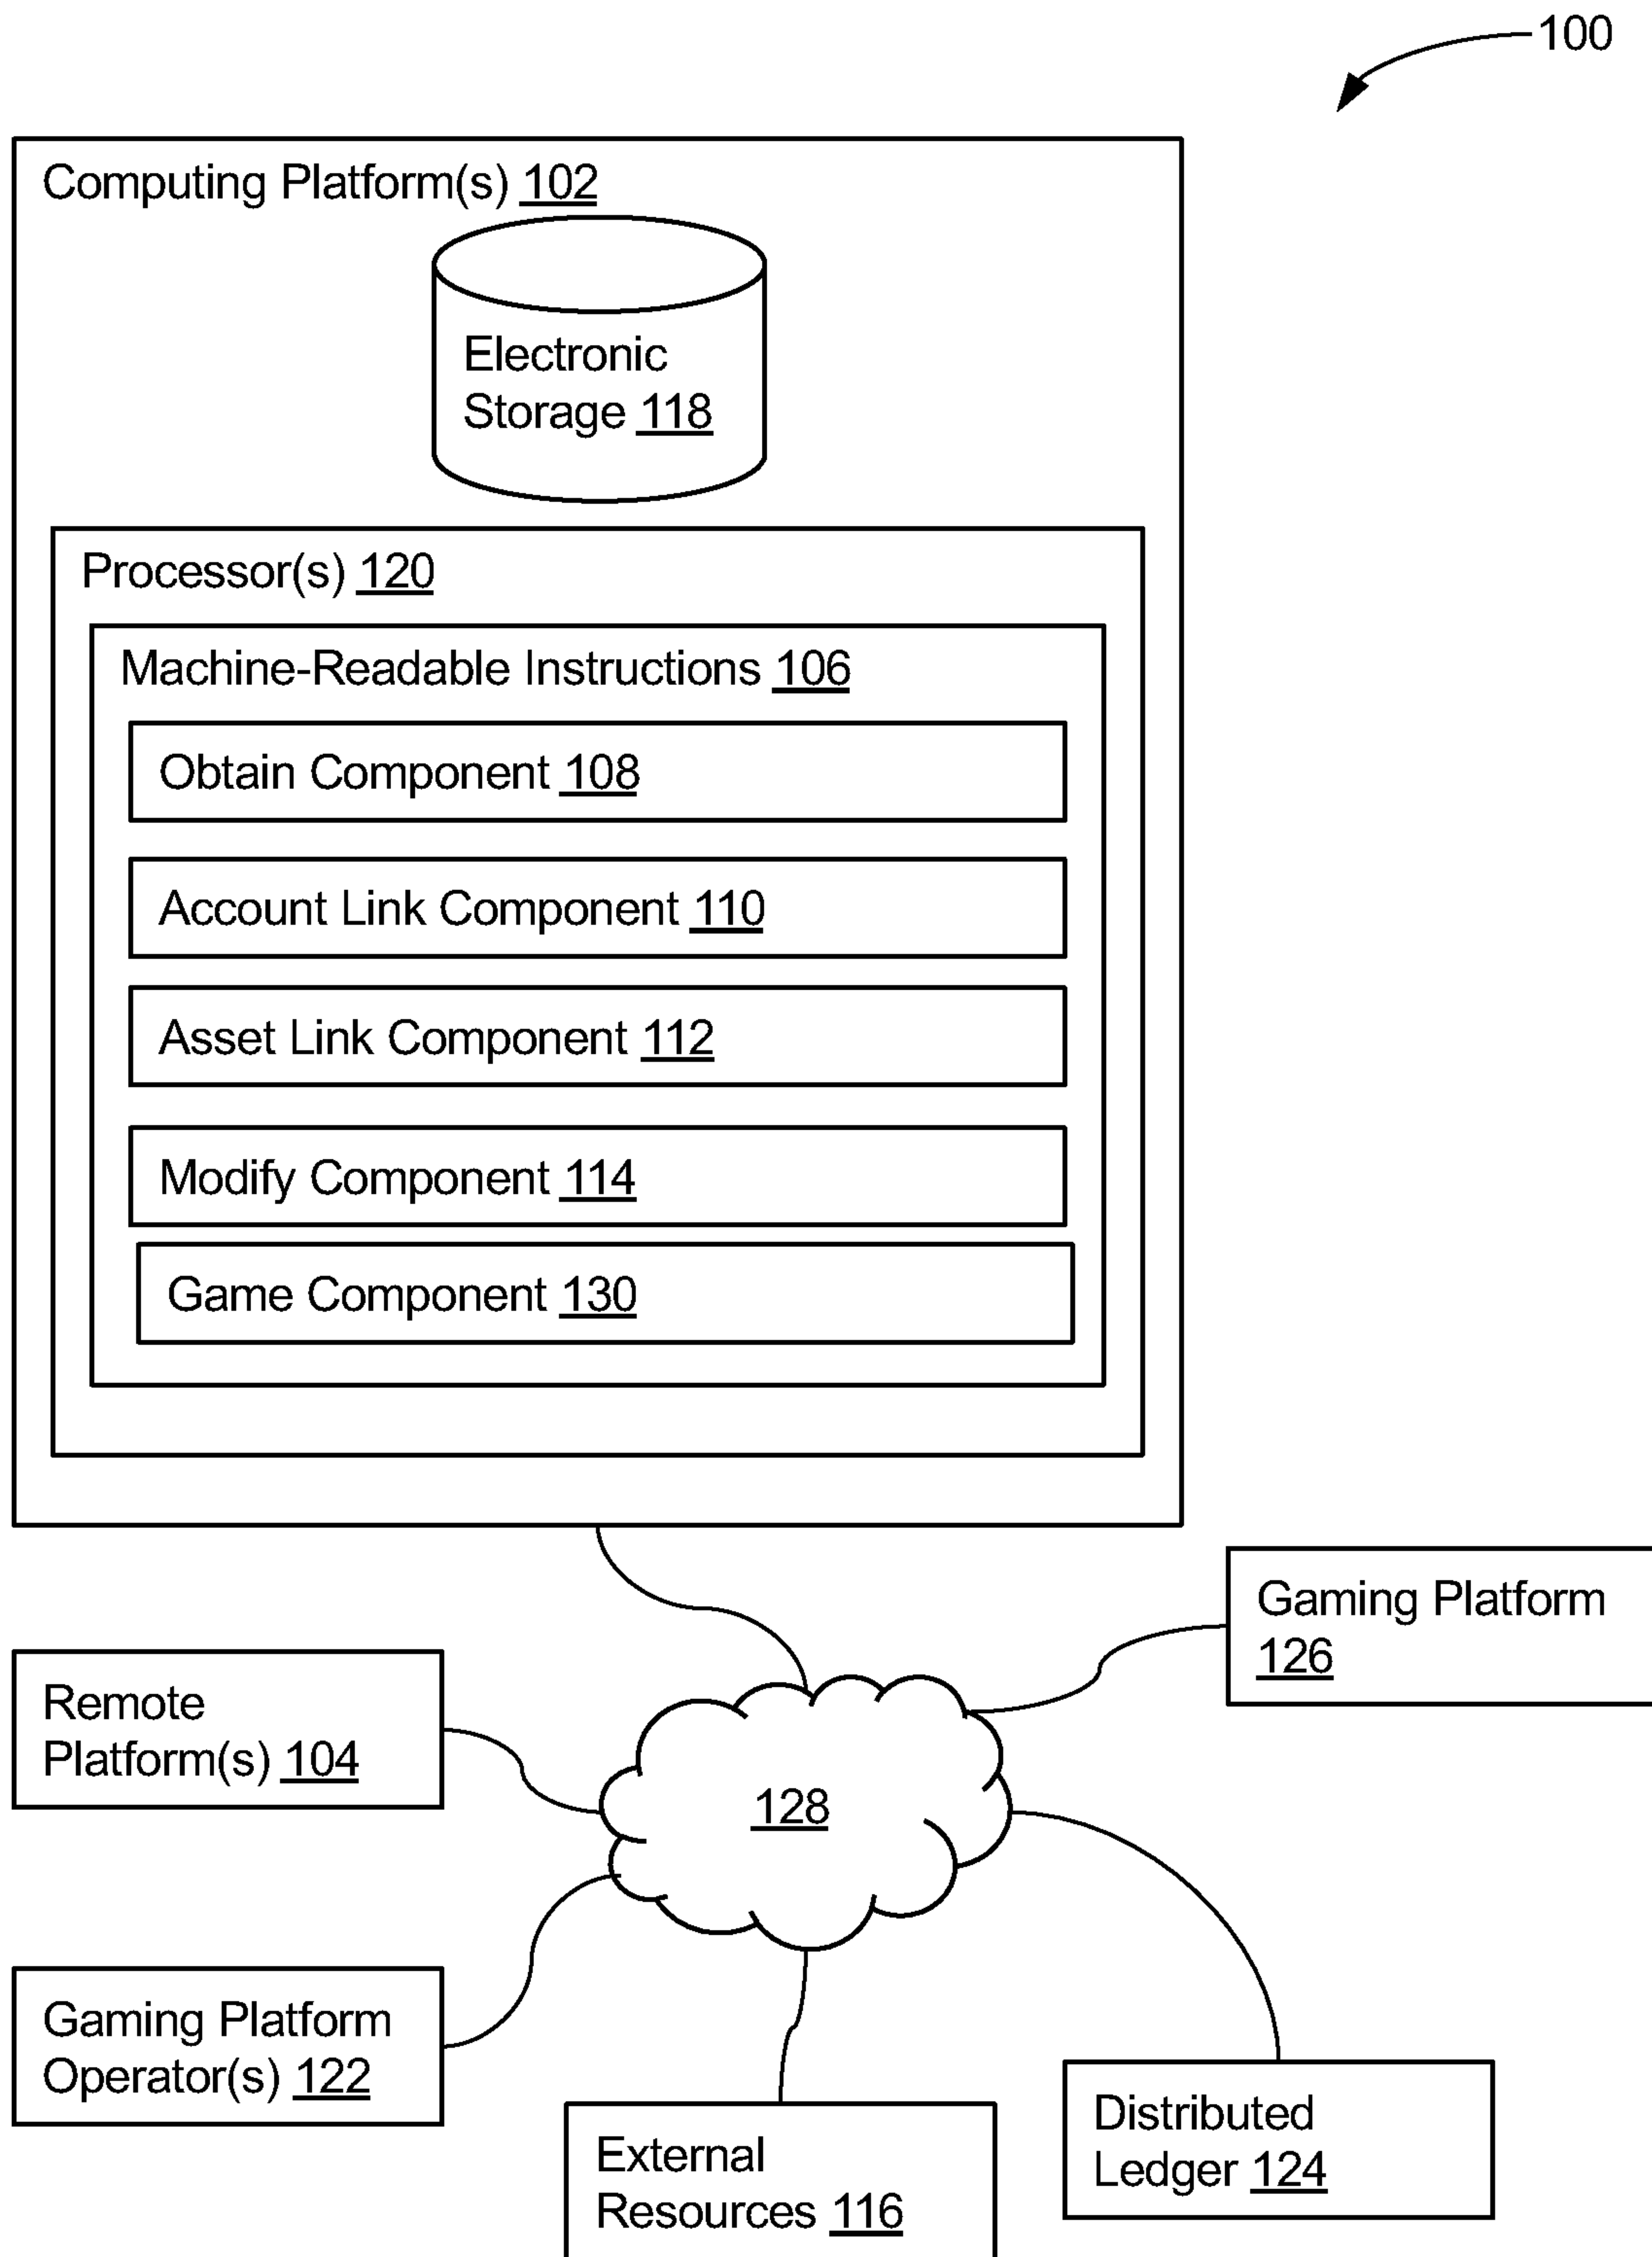 100
Computing Platform(s) 102
Electronic
Storage 118
Processor(s) 120
Machine-Readable Instructions 106
Obtain Component 108
Account Link Component 110
Asset Link Component 112
Modify Component 114
Game Component 130
Gaming Platform
126
Remote
Platform(s) 104
128
Gaming Platform
Operator(s) 122
External
Resources 116
Distributed
Ledger 124